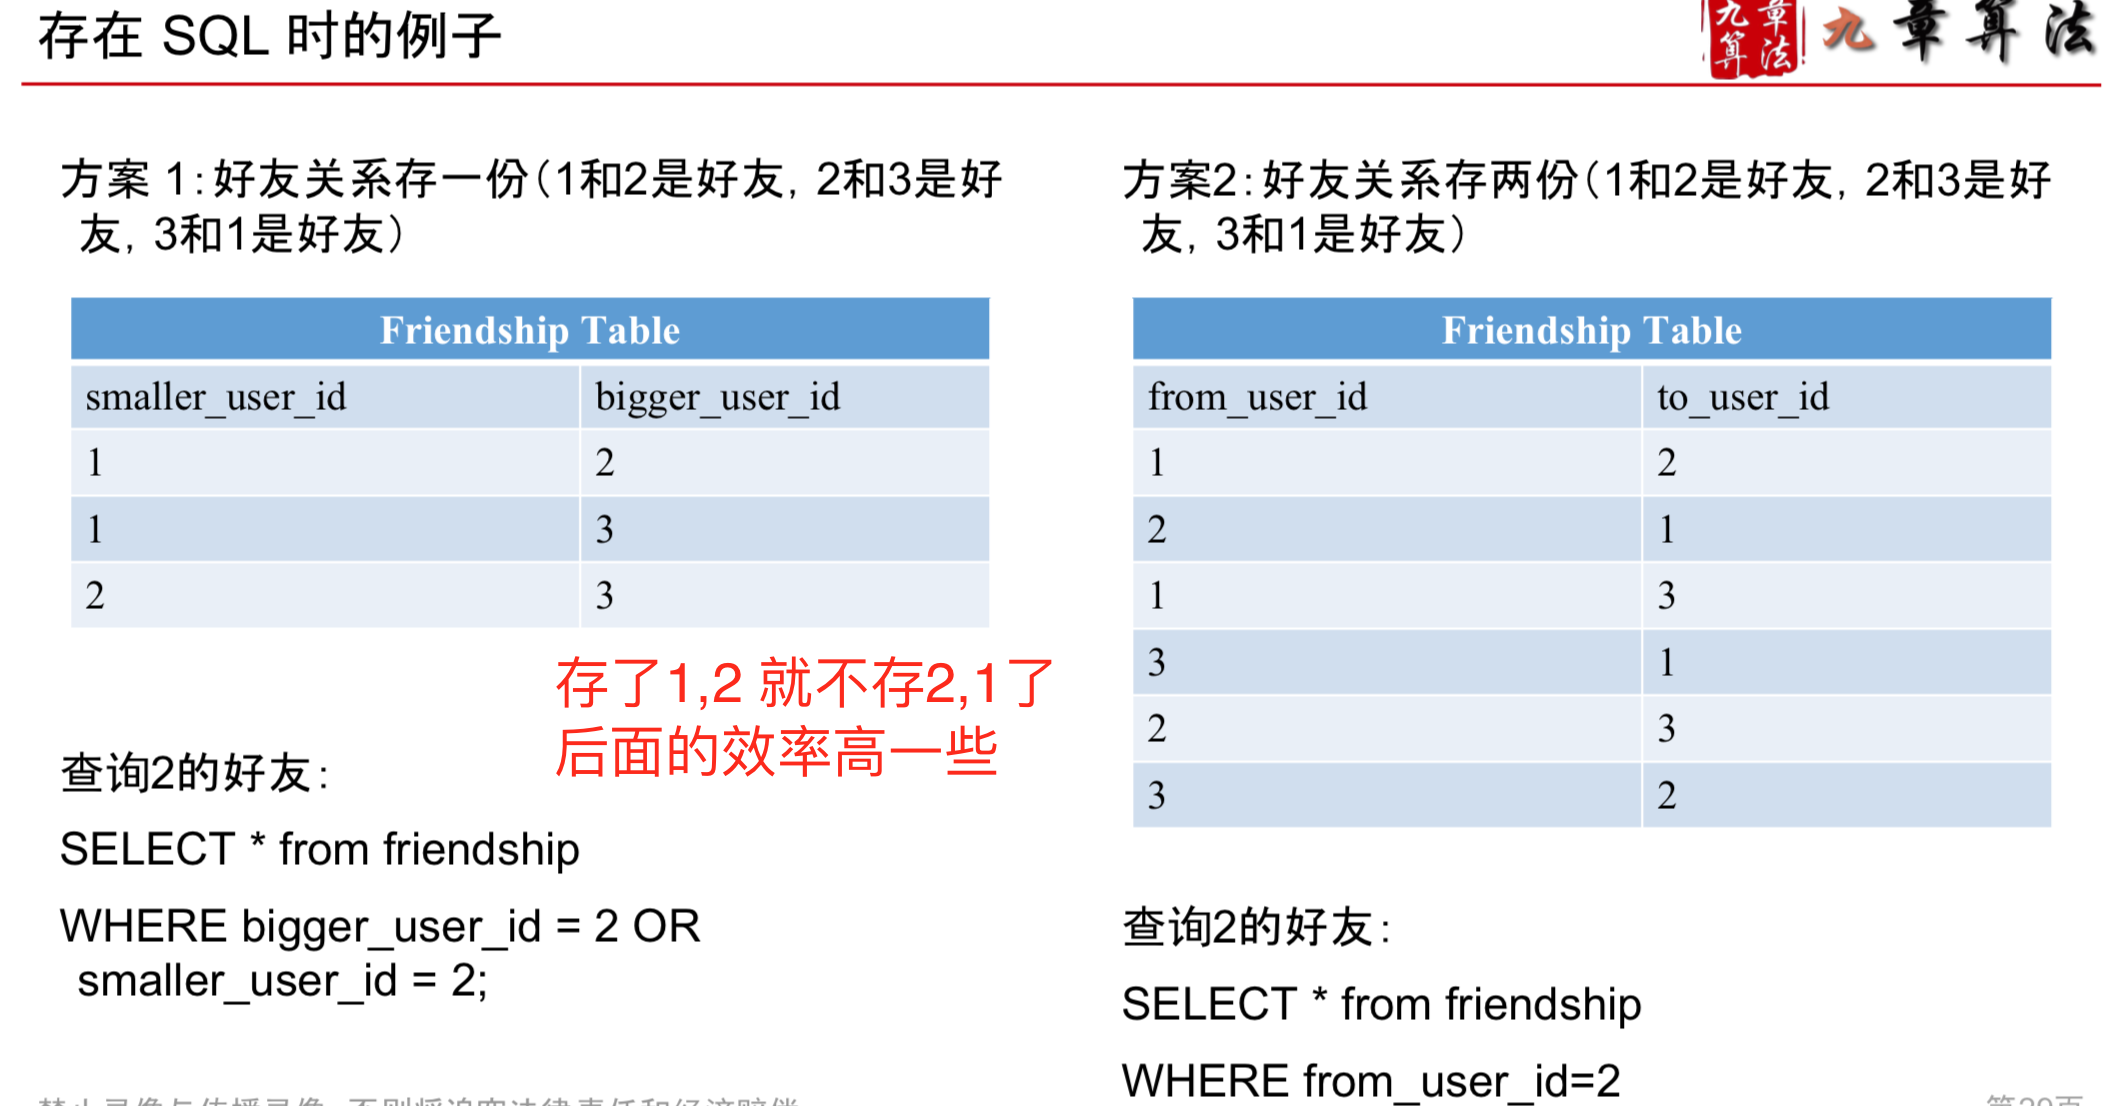 存在 SQL 时的例子
九章算法
九章算法
方案 1:好友关系存一份(1和2是好友, 2和3是好
友, 3和1是好友)
Friendship Table
smaller_user_id bigger_user_id
1 2
1 3
2 3
存了1,2 就不存2,1了
后面的效率高一些
查询2的好友:
SELECT * from friendship
WHERE bigger_user_id = 2 OR
smaller_user_id = 2;
方案2:好友关系存两份(1和2是好友, 2和3是好
友, 3和1是好友)
Friendship Table
from_user_id to_user_id
1 2
2 1
1 3
3 1
2 3
3 2
查询2的好友:
SELECT * from friendship
WHERE from_user_id=2